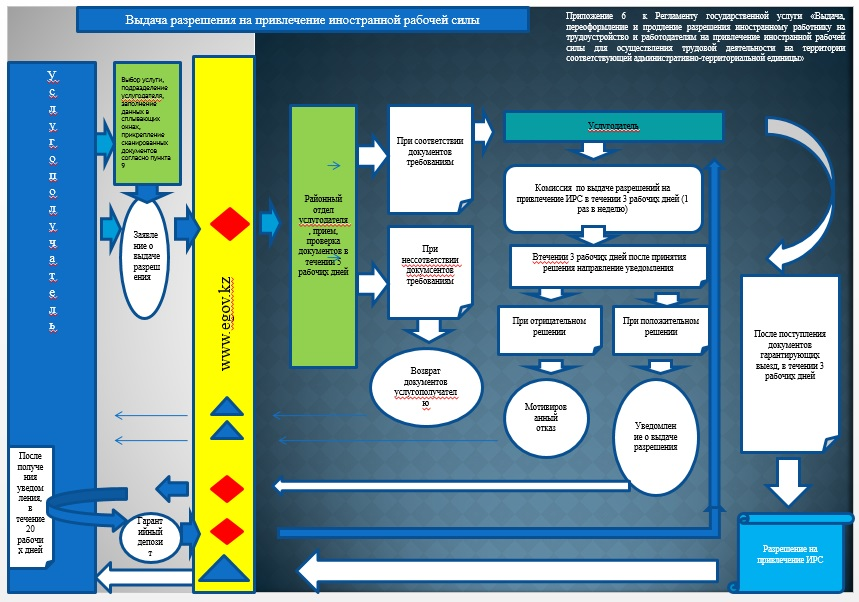 Выдача разрешения на привлечение иностранной рабочей силы
Приложение 6 к Регламенту государственной услуги «Выдача,
переоформление и продление разрешения иностранному работнику на
трудоустройство и работодателям на привлечение иностранной рабочей
силы для осуществления трудовой деятельности на территории
соответствующей административно-территориальной единицы»
Услугополучатель
Выбор услуги,
подразделение
услугодателя,
заполнение
данных в
сплывающих
окнах,
прикрепление
сканированных
документов
согласно пункта
9
Заявле
ние о
выдаче
разреш
ения
www.egov.kz
Районный
отдел
услугодателя
, прием,
проверка
документов в
течении 5
рабочих дней
При соответствии
документов
требованиям
При
нессответствии
документов
требованиям
Возврат
документов
услугополучател
ю
Услугодатель
Комиссия по выдаче разрешений на
привлечение ИРС в течении 3 рабочих дней (1
раз в неделю)
Втечении 3 рабочих дней после принятия
решения направление уведомления
При отрицательном
решении
При положительном
решении
Мотивиров
анный
отказ
Уведомлен
ие о выдаче
разрешения
После поступления
документов
гарантирующих
выезд, в течении 3
рабочих дней
Разрешение на
привлечение ИРС
После
получе
ния
уведом
ления,
в
течение
20
рабочи
х дней
Гарант
ийный
депози
т